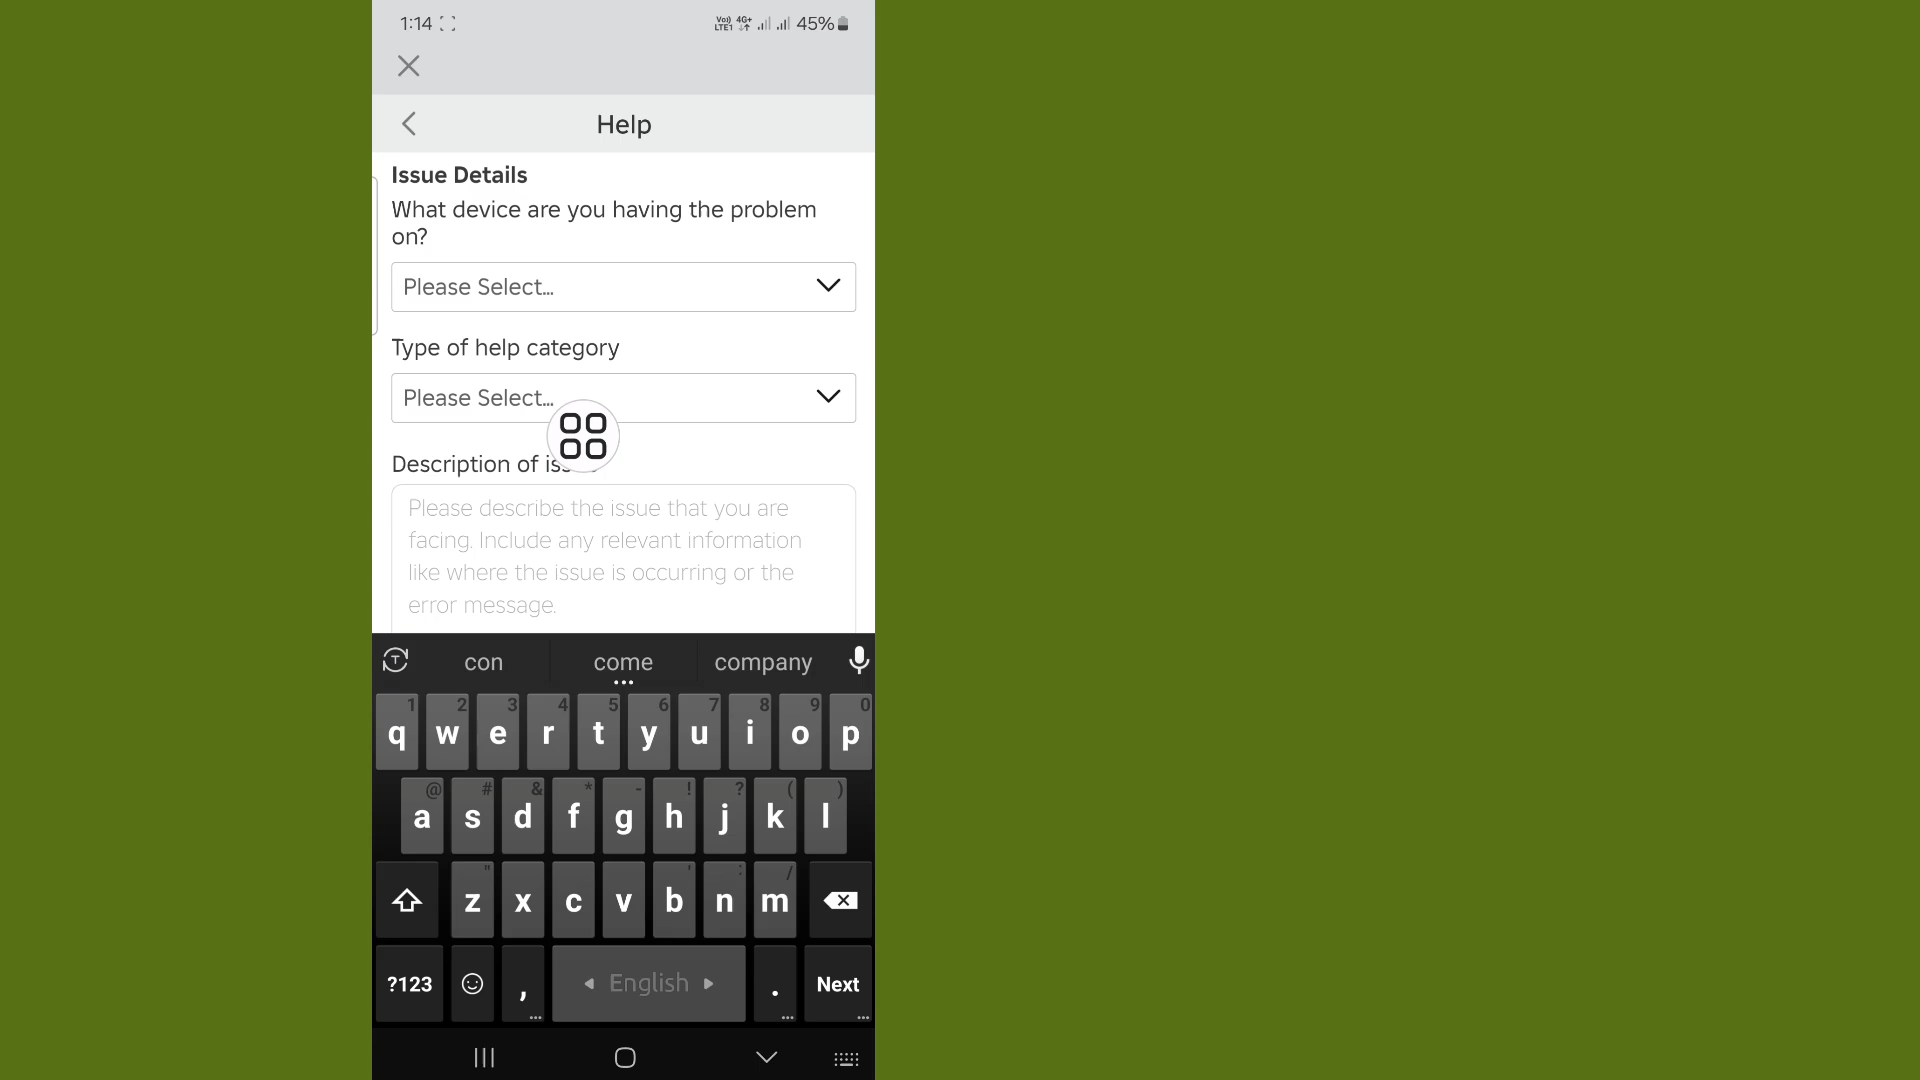 1:14 Vo) LTE1 4G+ 45%
Help
Issue Details
What device are you having the problem
on?
Please Select...
Type of help category
Please Select...
Description of
Please describe the issue that you are
facing. Include any relevant information
like where the issue is occurring or the
error message.
T con come company
1 2 3 4 5 6 7 8 9 0
q w e r t y u i o p
@ # & * - ! ? ( )
a s d f g h j k l
" ' : /
z x c v b n m
?123 , English . Next